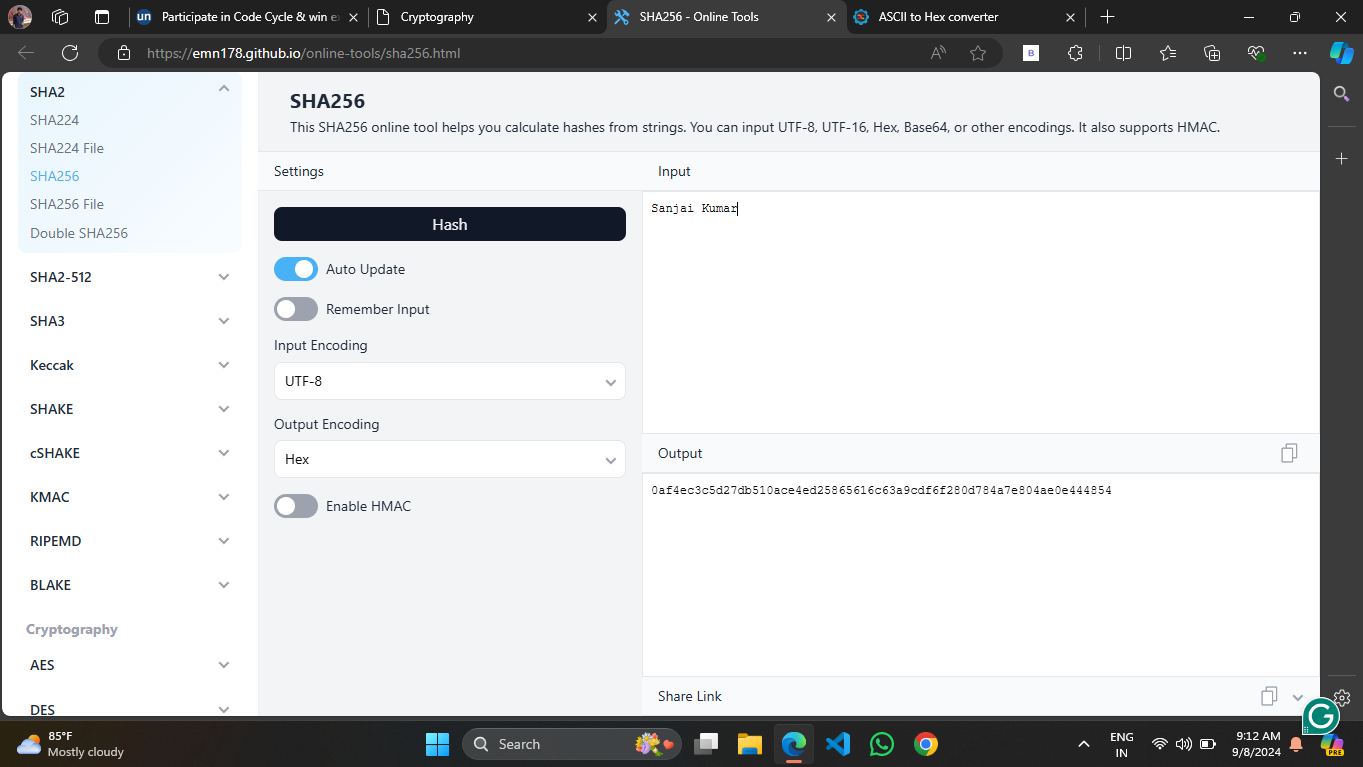 un Participate in Code Cycle & win e
Cryptography
SHA256 - Online Tools
ASCII to Hex converter
https://emn178.github.io/online-tools/sha256.html
B
SHA2
SHA224
SHA224 File
SHA256
SHA256 File
Double SHA256
SHA2-512
SHA3
Keccak
SHAKE
cSHAKE
KMAC
RIPEMD
BLAKE
Cryptography
AES
DES
SHA256
This SHA256 online tool helps you calculate hashes from strings. You can input UTF-8, UTF-16, Hex, Base64, or other encodings. It also supports HMAC.
Settings
Hash
Auto Update
Remember Input
Input Encoding
UTF-8
Output Encoding
Hex
Enable HMAC
Input
Sanjai Kumar
Output
0af4ec3c5d27db510ace4ed25865616c63a9cdf6f280d784a7e804ae0e444854
Share Link
85°F
Mostly cloudy
Search
ENG
IN
9:12 AM
9/8/2024
PRE